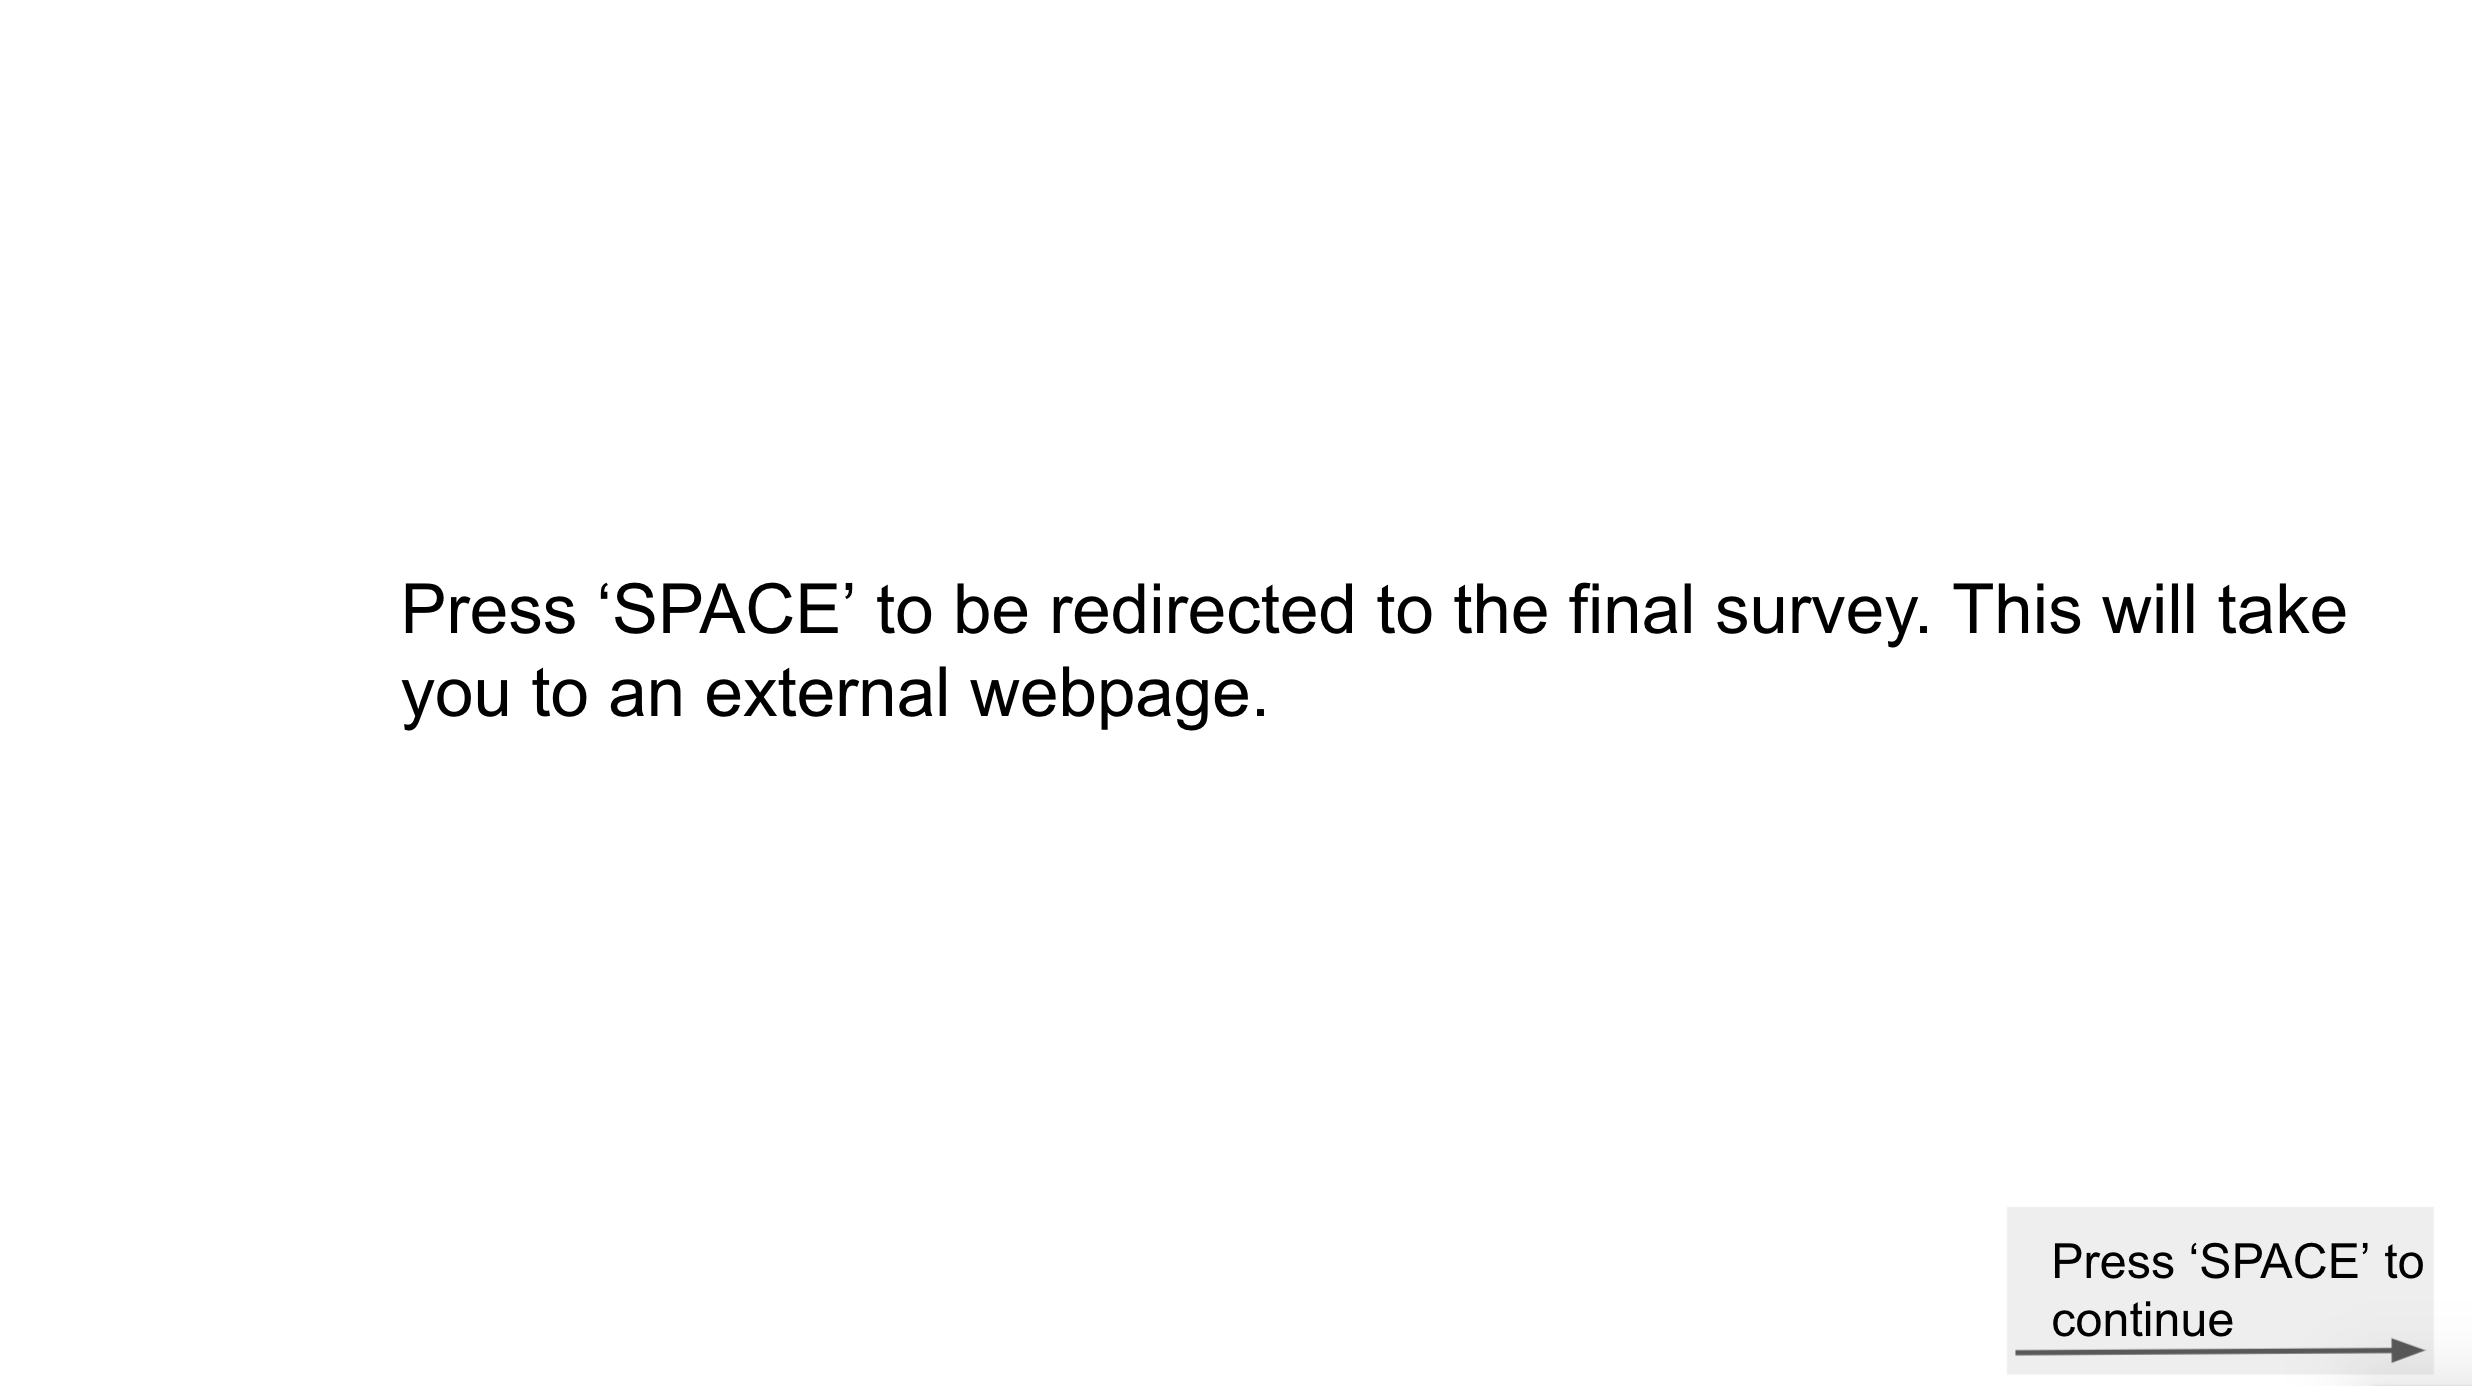 Press ‘SPACE’ to be redirected to the final survey. This will take
you to an external webpage.
Press ‘SPACE’ to
continue